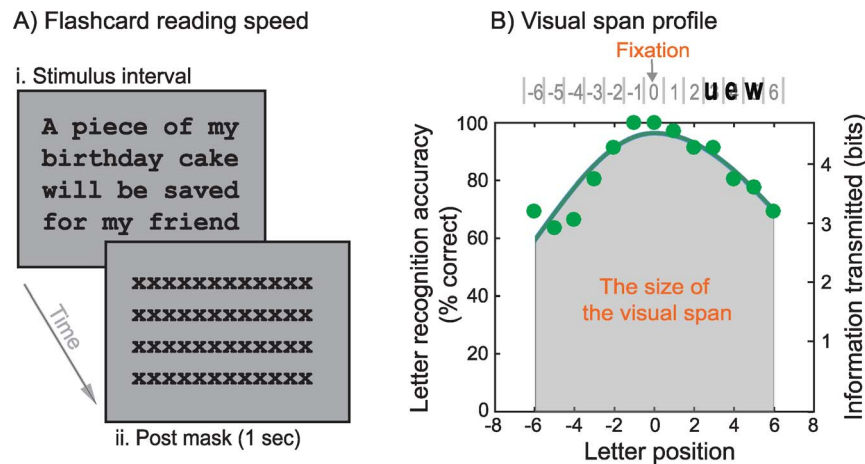 A) Flashcard reading speed
i. Stimulus interval
A piece of my
birthday cake
will be saved
for my friend
xxxxxxxxxxxx
xxxxxxxxxxxx
xxxxxxxxxxxx
xxxxxxxxxxxx
Time
ii. Post mask (1 sec)
B) Visual span profile
Fixation
-6 -5 -4 -3 -2 -1 0 1 2 u e w 6
Letter recognition accuracy
(% correct)
100
80
60
40
20
0
The size of
the visual span
4
3
2
1
Information transmitted (bits)
-8 -6 -4 -2 0 2 4 6 8
Letter position